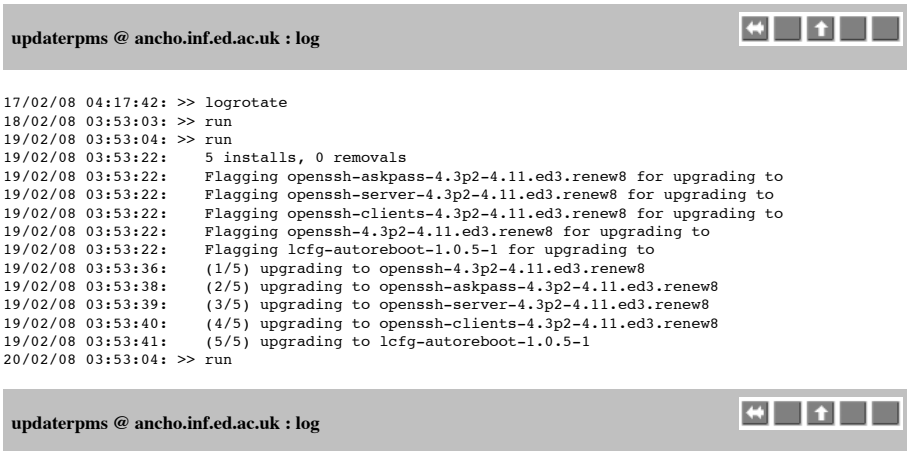 updaterpms @ ancho.inf.ed.ac.uk : log
17/02/08 04:17:42: >> logrotate
18/02/08 03:53:03: >> run
19/02/08 03:53:04: >> run
19/02/08 03:53:22:    5 installs, 0 removals
19/02/08 03:53:22:    Flagging openssh-askpass-4.3p2-4.11.ed3.renew8 for upgrading to
19/02/08 03:53:22:    Flagging openssh-server-4.3p2-4.11.ed3.renew8 for upgrading to
19/02/08 03:53:22:    Flagging openssh-clients-4.3p2-4.11.ed3.renew8 for upgrading to
19/02/08 03:53:22:    Flagging openssh-4.3p2-4.11.ed3.renew8 for upgrading to
19/02/08 03:53:22:    Flagging lcfg-autoreboot-1.0.5-1 for upgrading to
19/02/08 03:53:36:    (1/5) upgrading to openssh-4.3p2-4.11.ed3.renew8
19/02/08 03:53:38:    (2/5) upgrading to openssh-askpass-4.3p2-4.11.ed3.renew8
19/02/08 03:53:39:    (3/5) upgrading to openssh-server-4.3p2-4.11.ed3.renew8
19/02/08 03:53:40:    (4/5) upgrading to openssh-clients-4.3p2-4.11.ed3.renew8
19/02/08 03:53:41:    (5/5) upgrading to lcfg-autoreboot-1.0.5-1
20/02/08 03:53:04: >> run
updaterpms @ ancho.inf.ed.ac.uk : log